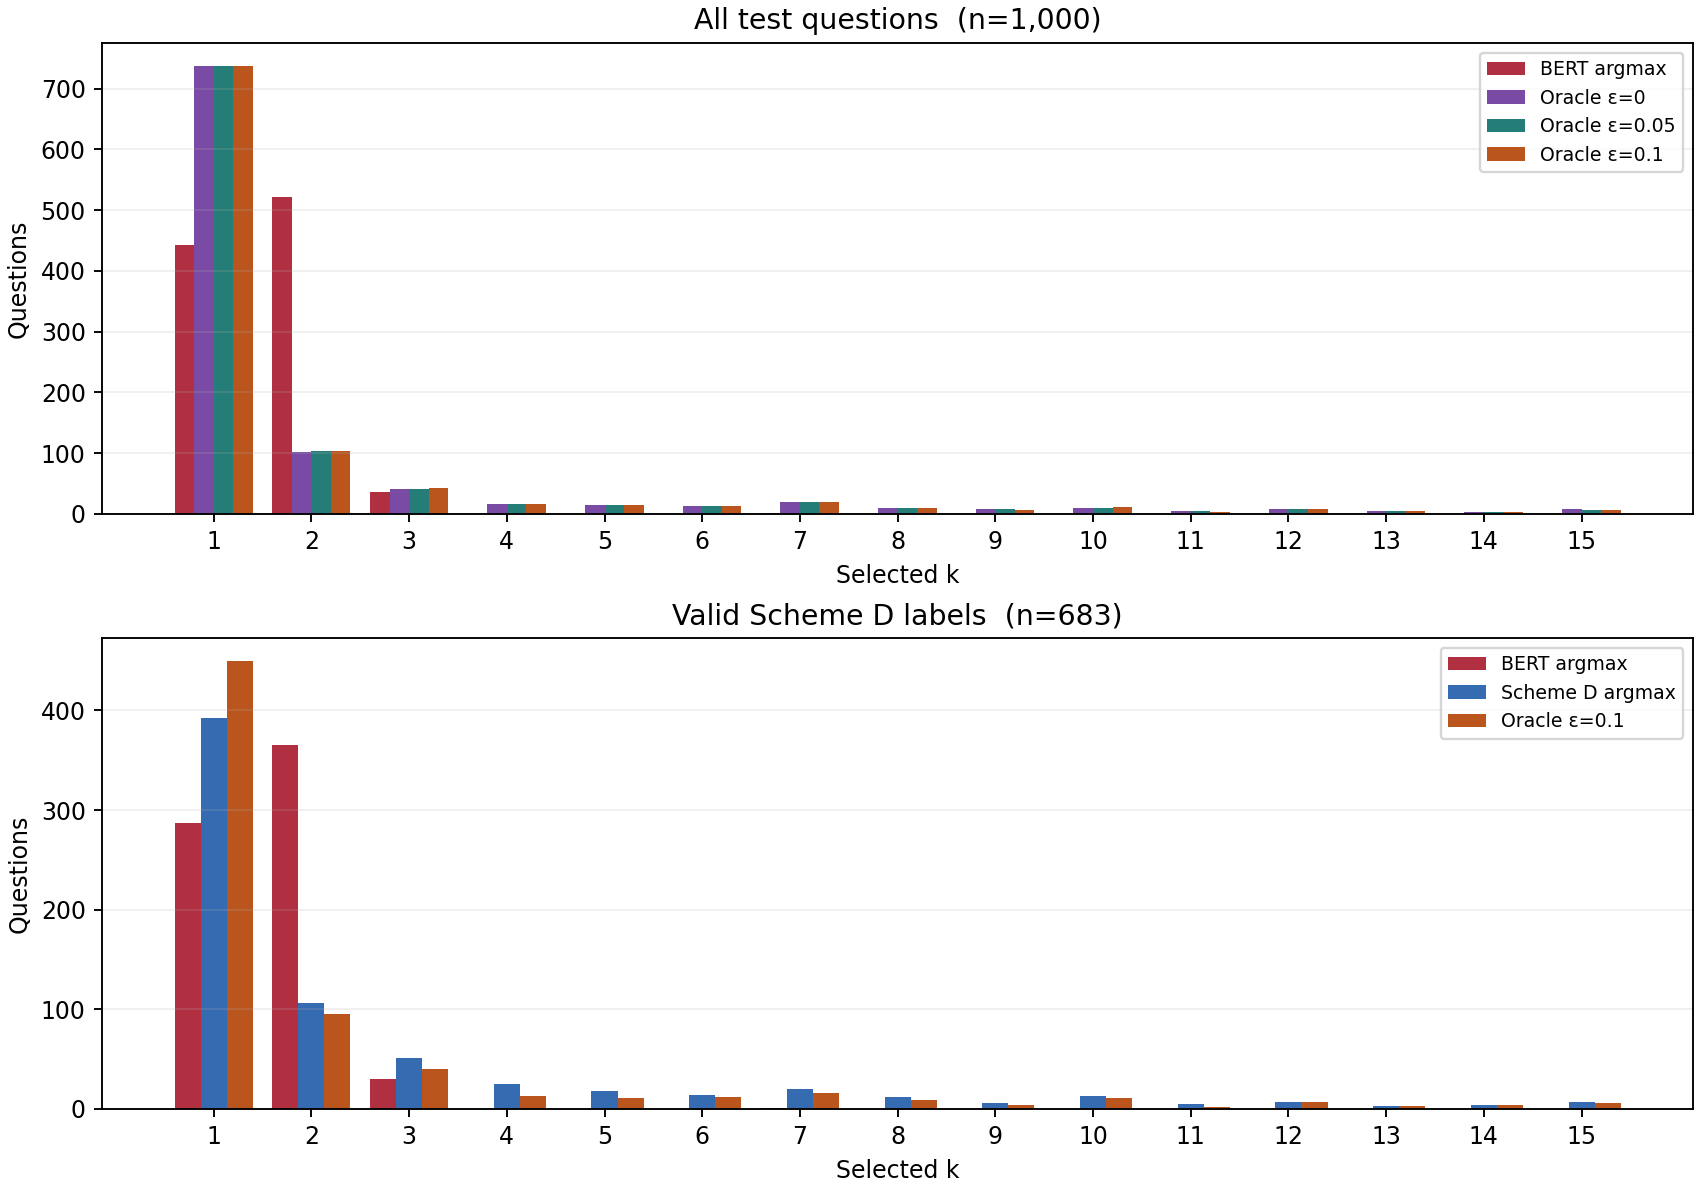 All test questions  (n=1,000)
BERT argmax
Oracle ε=0
Oracle ε=0.05
Oracle ε=0.1
Questions
700
600
500
400
300
200
100
0
1 2 3 4 5 6 7 8 9 10 11 12 13 14 15
Selected k
Valid Scheme D labels  (n=683)
BERT argmax
Scheme D argmax
Oracle ε=0.1
Questions
400
300
200
100
0
1 2 3 4 5 6 7 8 9 10 11 12 13 14 15
Selected k